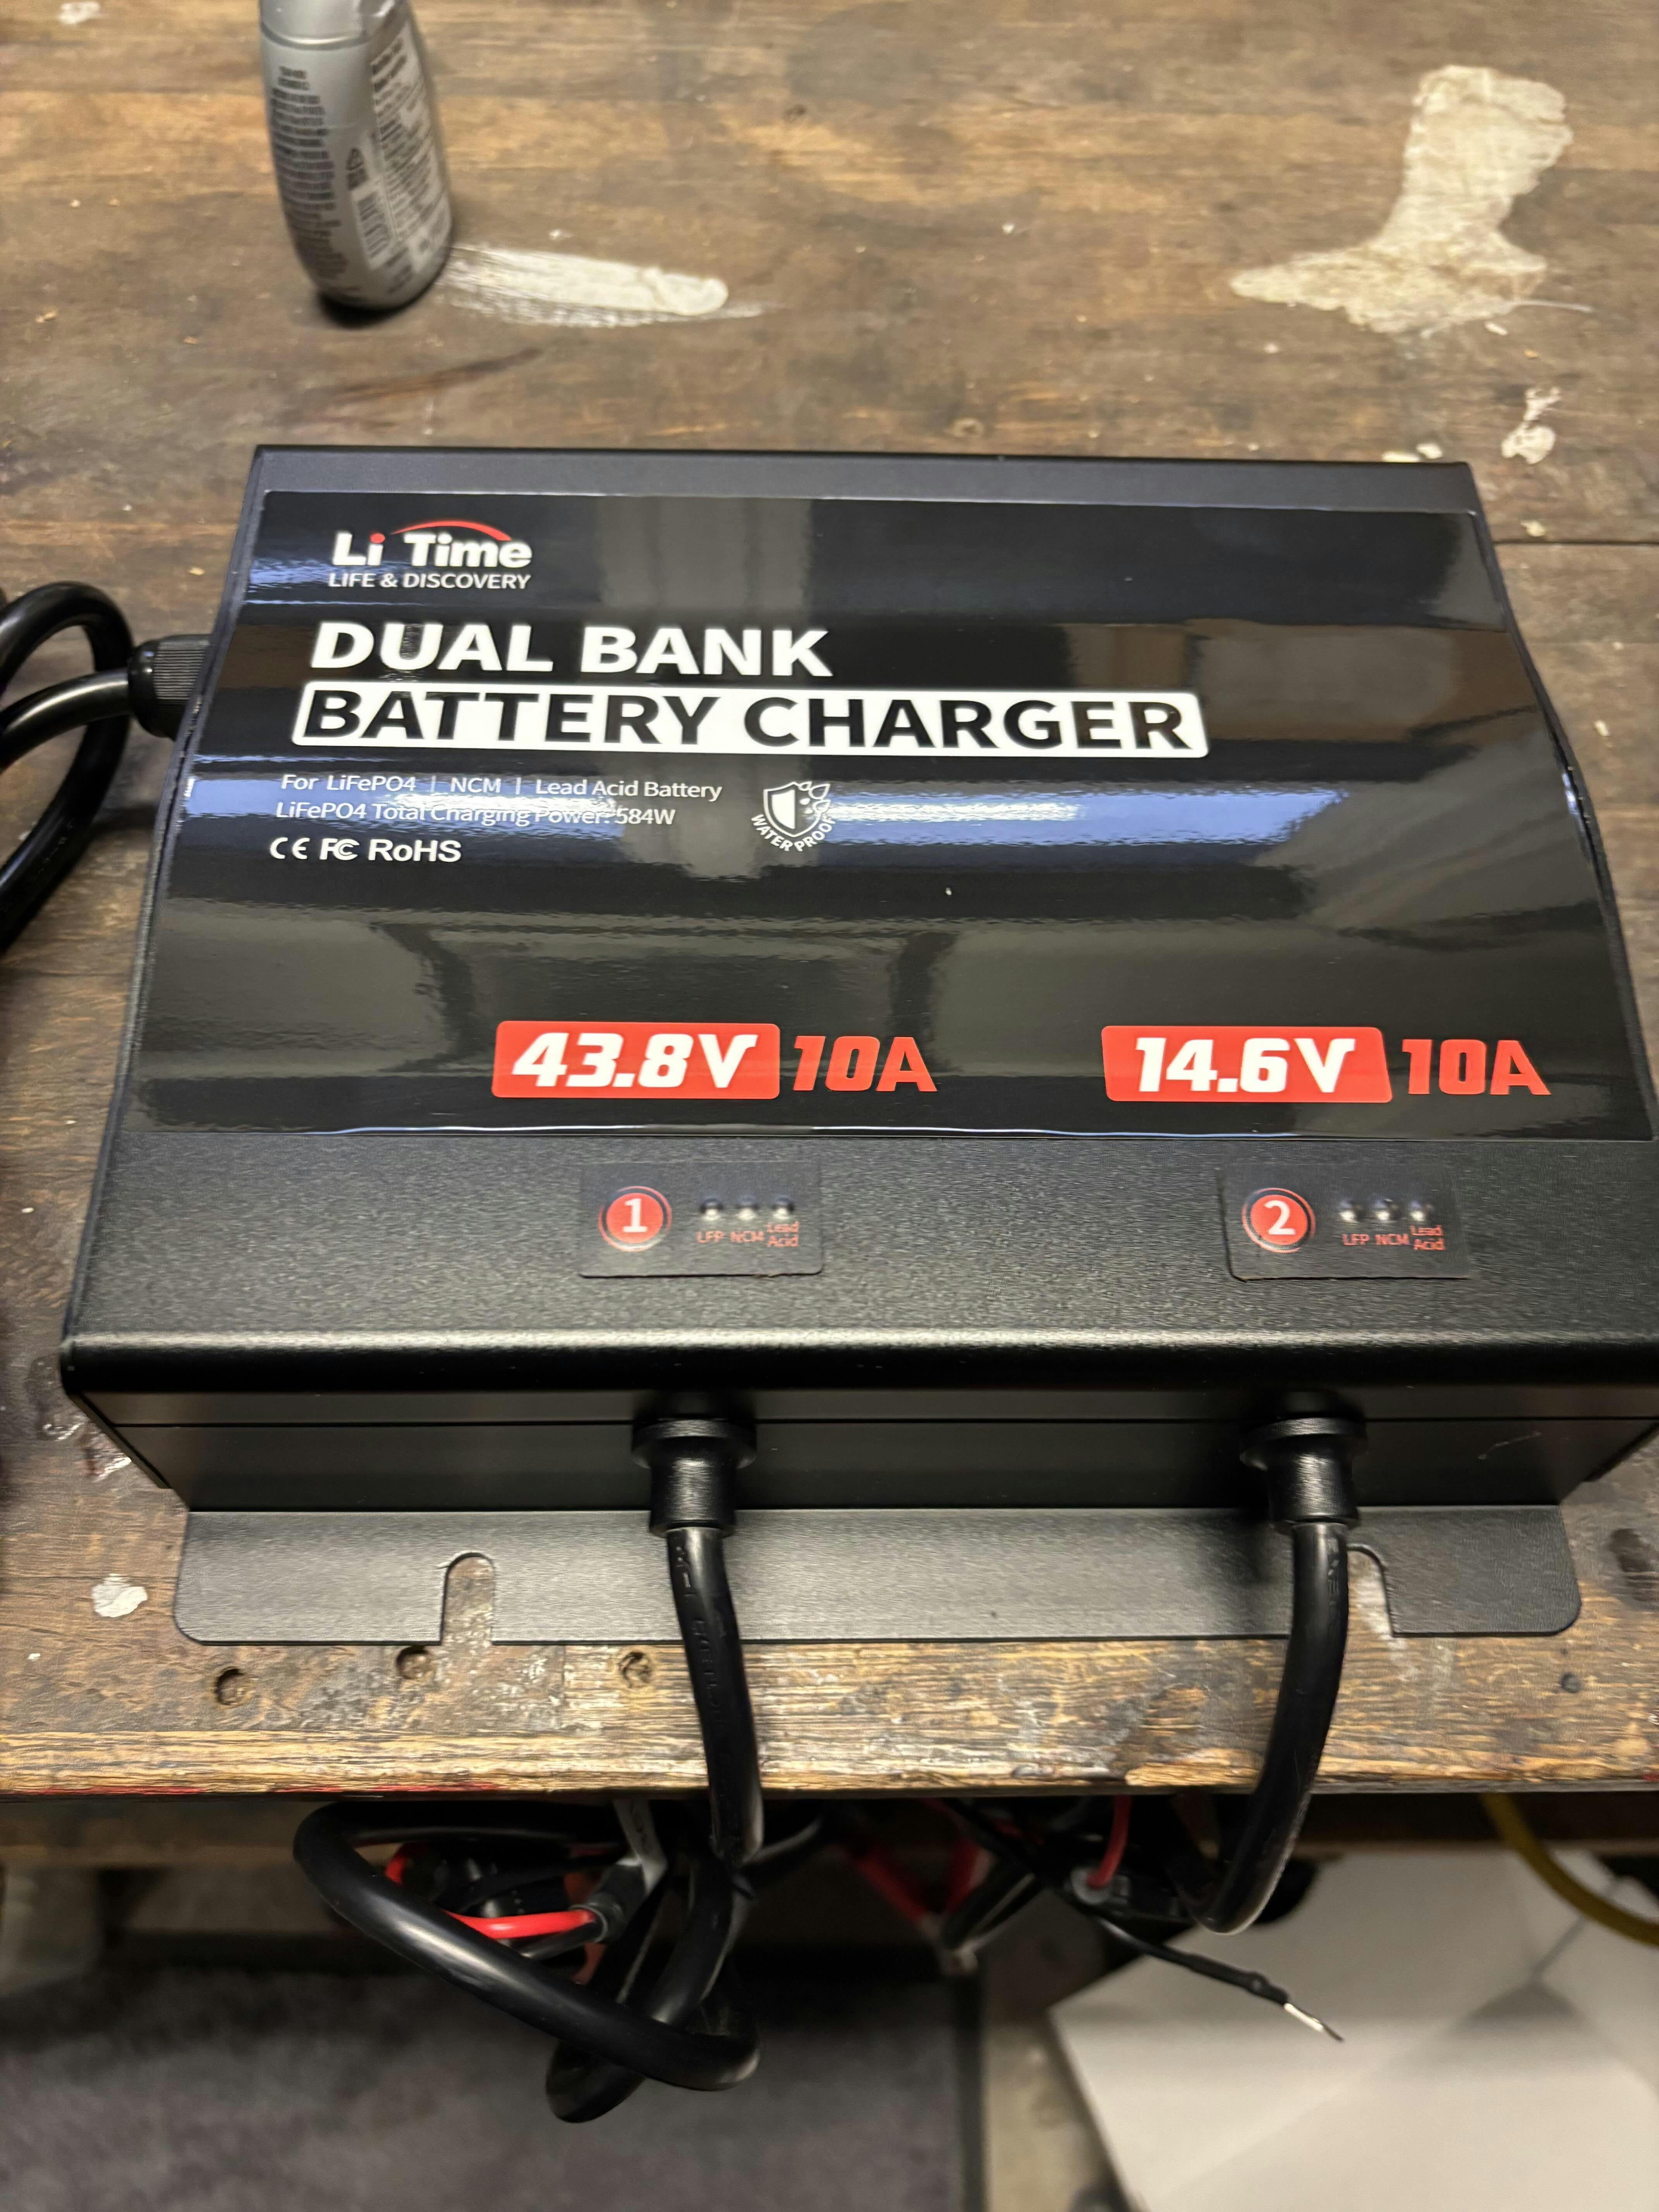 Li Time
LIFE & DISCOVERY
DUAL BANK
BATTERY CHARGER
For LiFePO4 | NCM | Lead Acid Battery
LiFePO4 Total Charging Power: 584W
WATERPROOF
CE FC RoHS
43.8V 10A
14.6V 10A
1
LFP NCM Lead Acid
2
LFP NCM Lead Acid